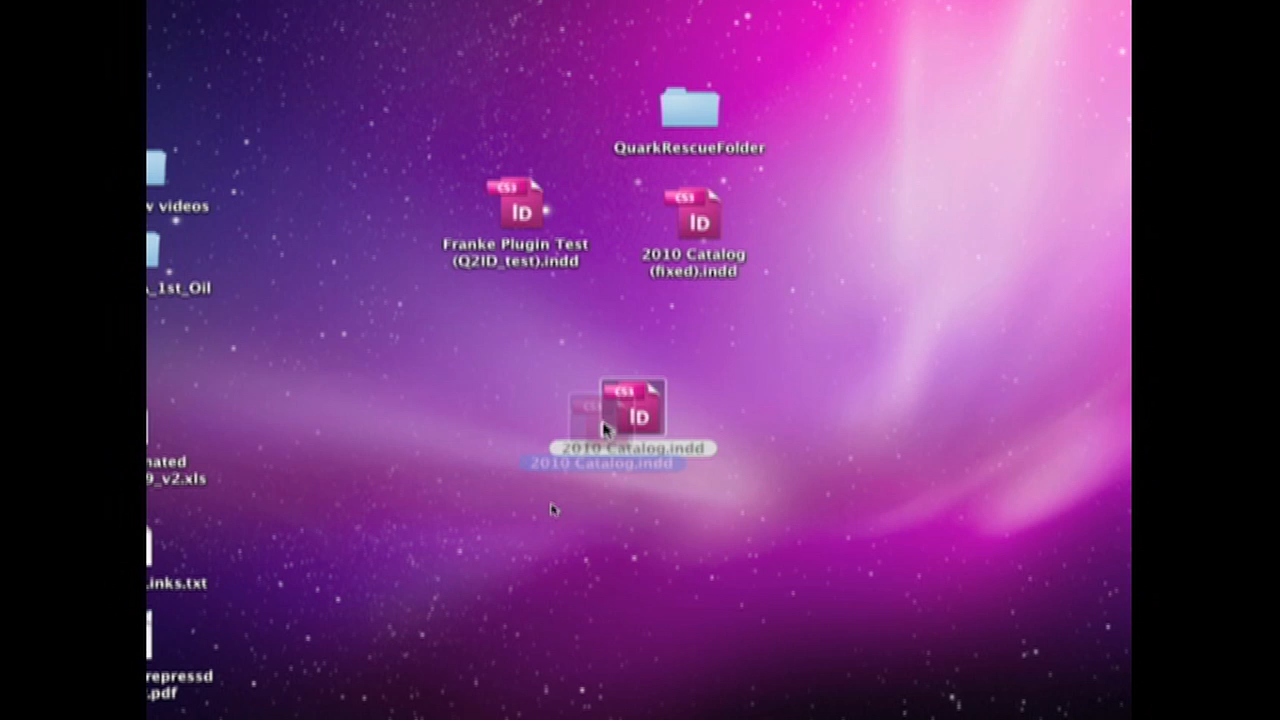 QuarkRescueFolder
CS3
ID
Franke Plugin Test
(Q2ID_test).indd
CS3
ID
2010 Catalog
(fixed).indd
w videos
_1st_Oil
CS3
ID
2010 Catalog.indd
CS3
2010 Catalog.indd
nated
9_v2.xls
inks.txt
repressd
.pdf